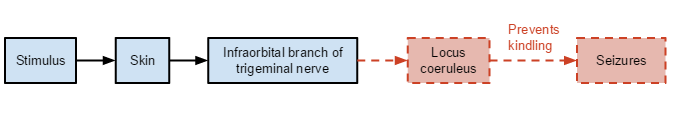 Stimulus
Skin
Infraorbital branch of
trigeminal nerve
Locus
coeruleus
Prevents
kindling
Seizures